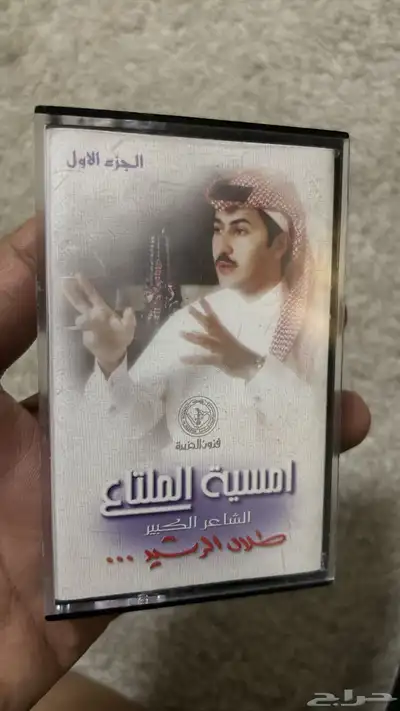 الجزء الاول
فنون الجزيرة
امسية الملتاع
الشاعر الكبير
طلال الرشيد ...
حراج